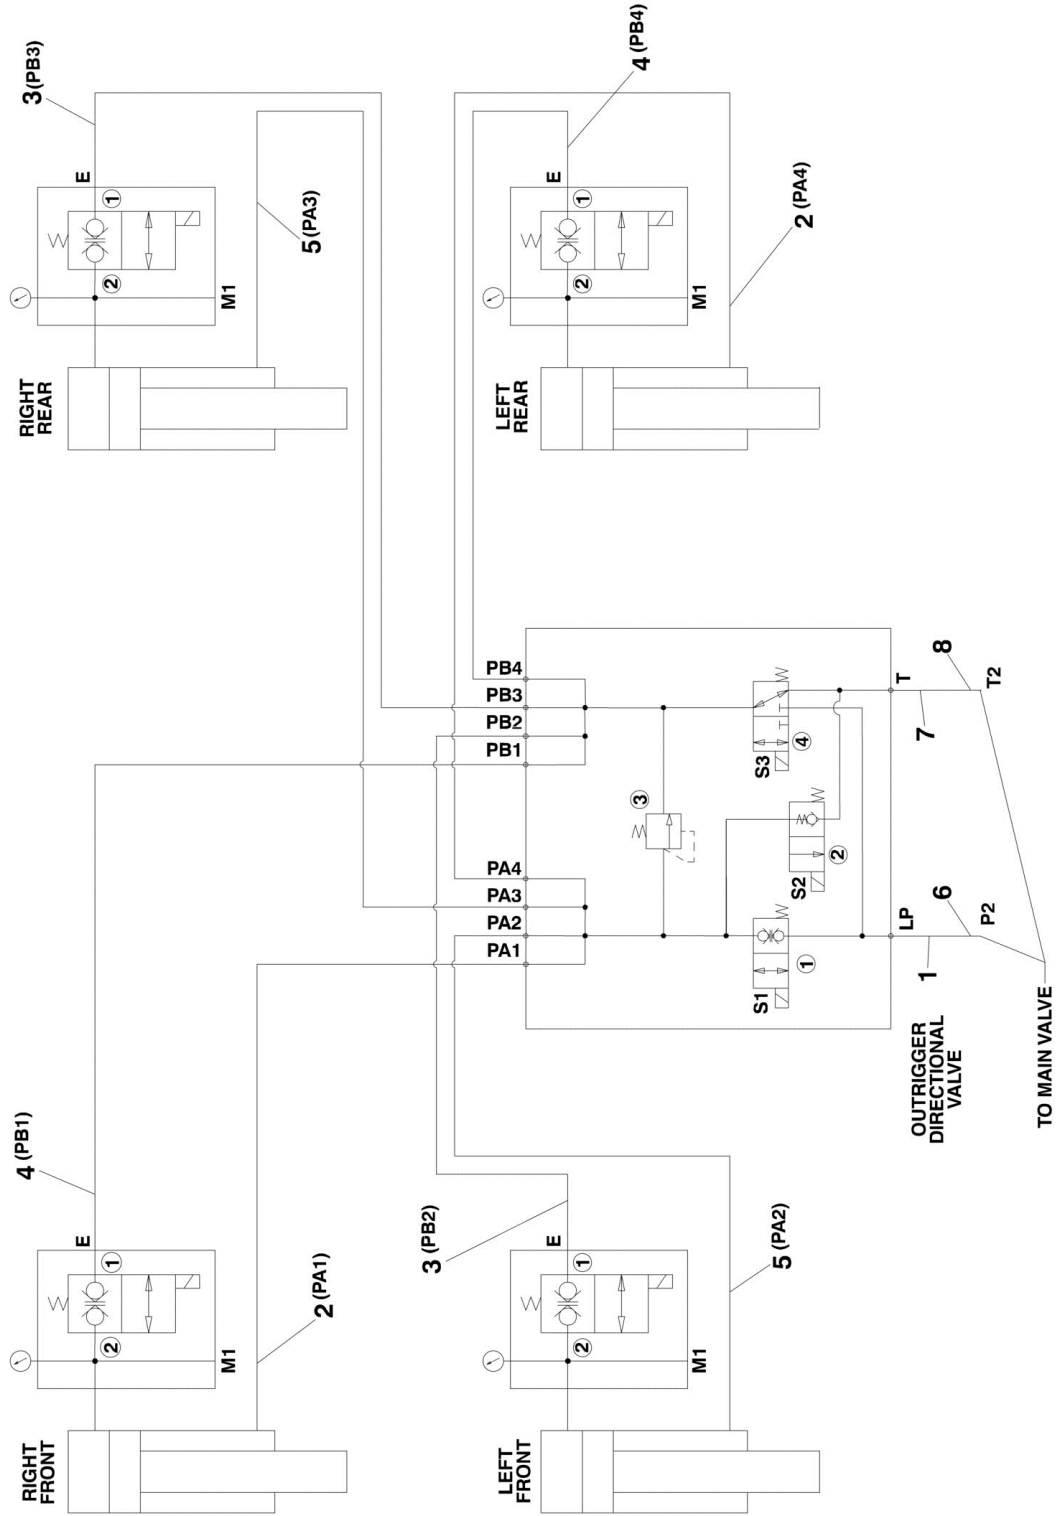 RIGHT
FRONT
M1
②
①
E
4 (PB1)
2 (PA1)
RIGHT
REAR
M1
②
①
E
3 (PB3)
5 (PA3)
LEFT
FRONT
M1
②
①
E
3 (PB2)
5 (PA2)
LEFT
REAR
M1
②
①
E
4 (PB4)
2 (PA4)
PA1
PA2
PA3
PA4
PB1
PB2
PB3
PB4
③
S1
①
S2
②
S3
④
OUTRIGGER
DIRECTIONAL
VALVE
LP
T
1
6
P2
7
8
T2
TO MAIN VALVE